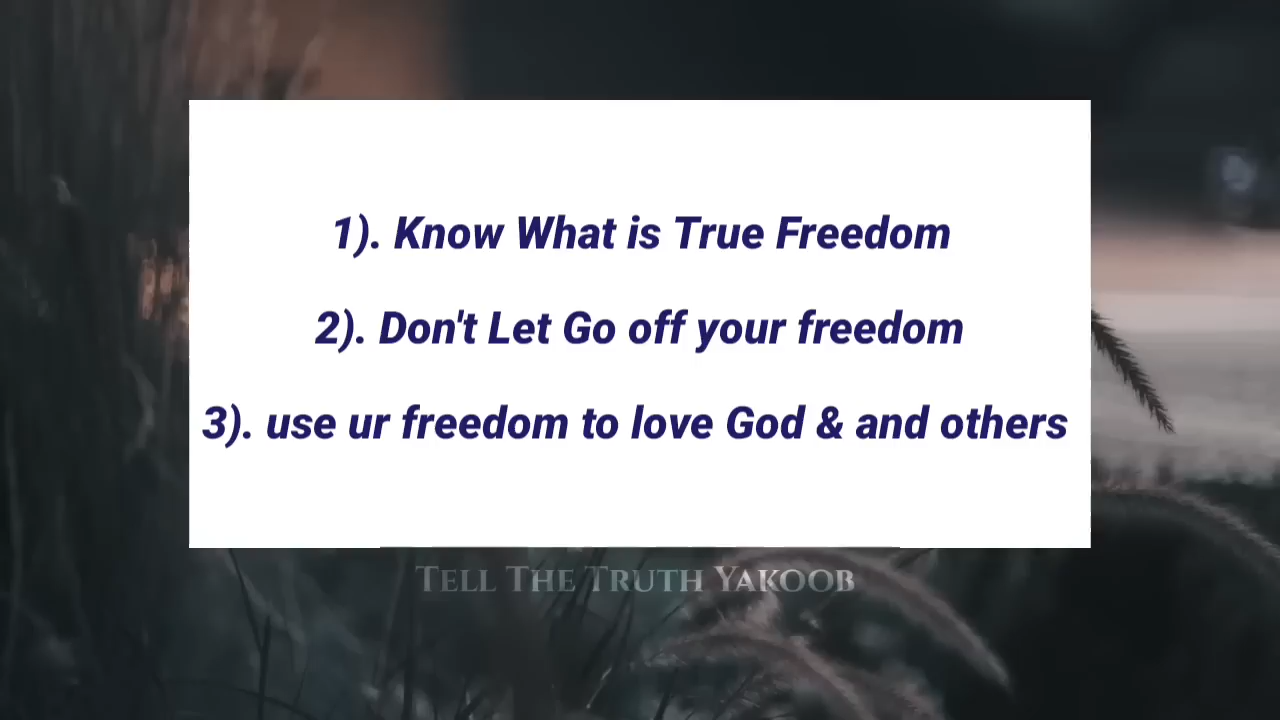 1). Know What is True Freedom
2). Don't Let Go off your freedom
3). use ur freedom to love God & and others
Tell The Truth Yakoob